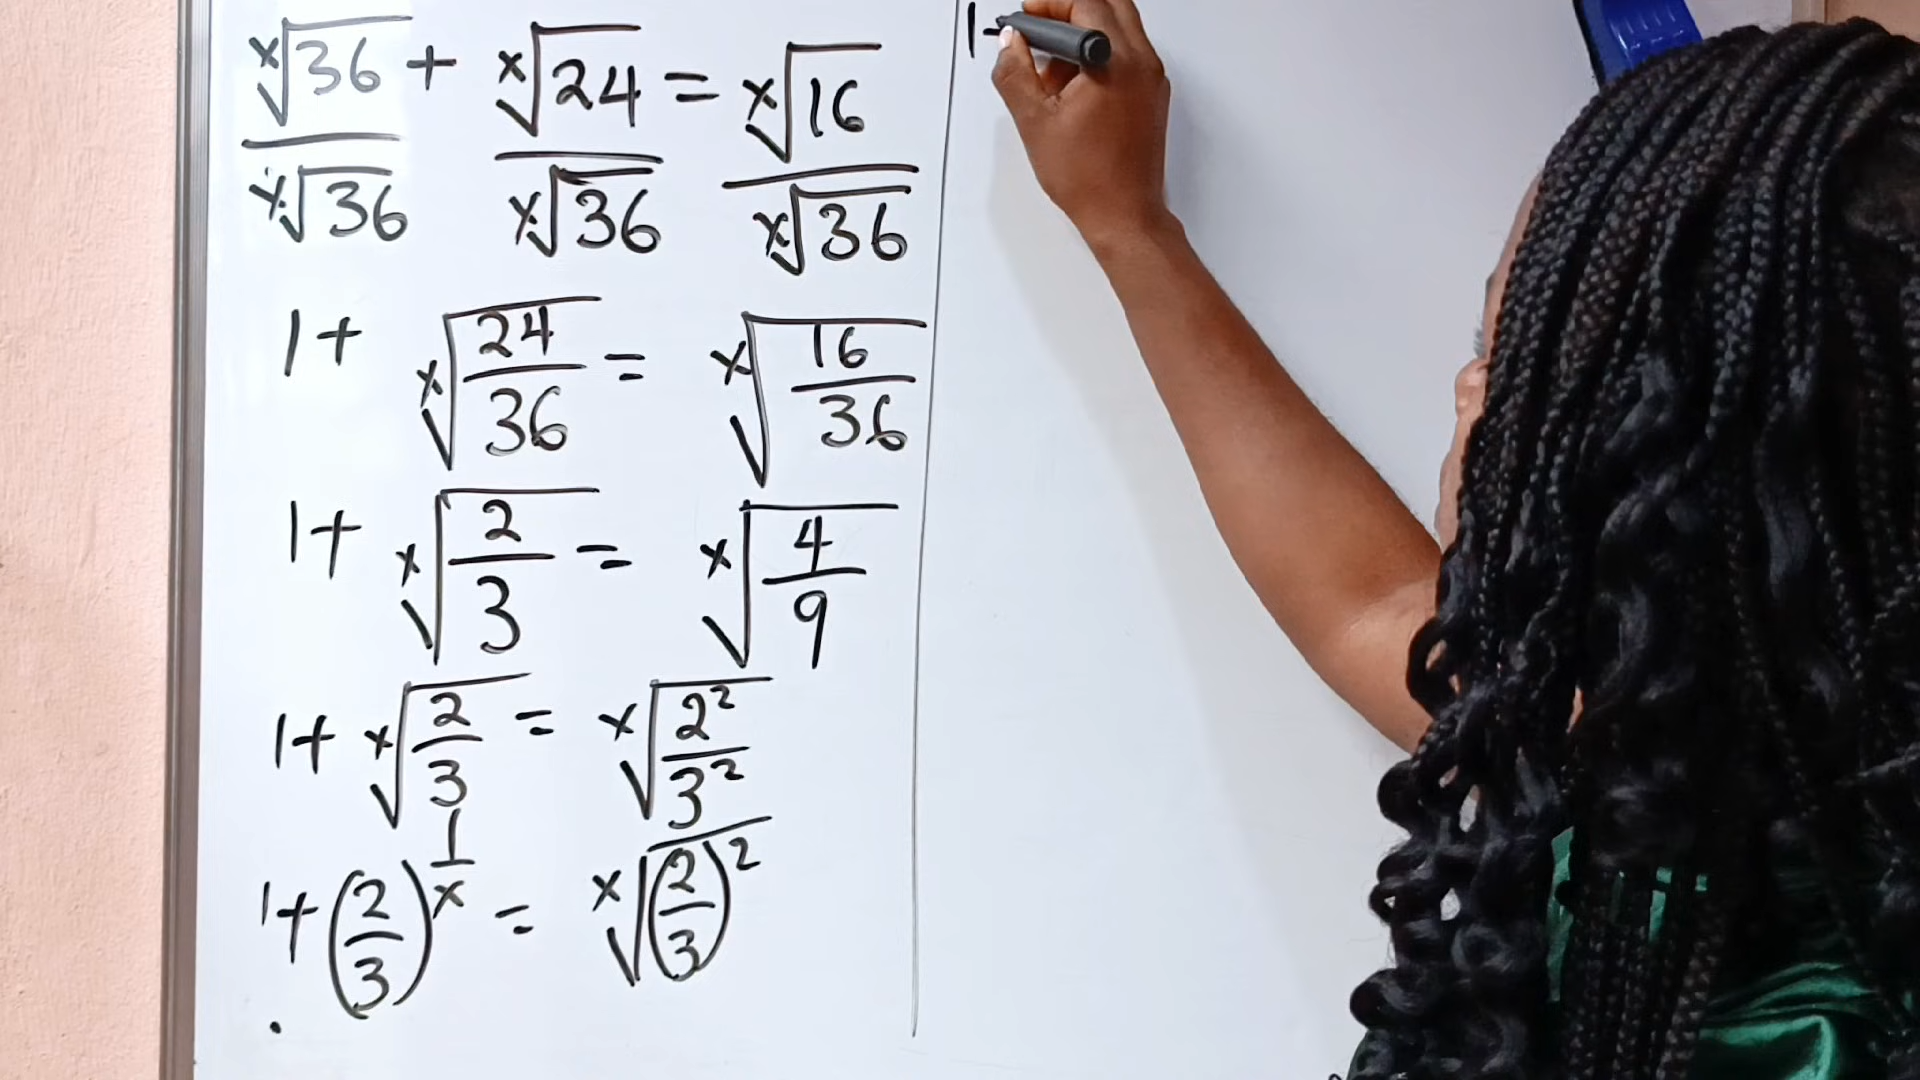 ˣ√36/ˣ√36 + ˣ√24/ˣ√36 = ˣ√16/ˣ√36
1 + ˣ√(24/36) = ˣ√(16/36)
1 + ˣ√(2/3) = ˣ√(4/9)
1 + ˣ√(2/3) = ˣ√(2²/3²)
1 + (2/3)^(1/x) = ˣ√((2/3)²)
1-